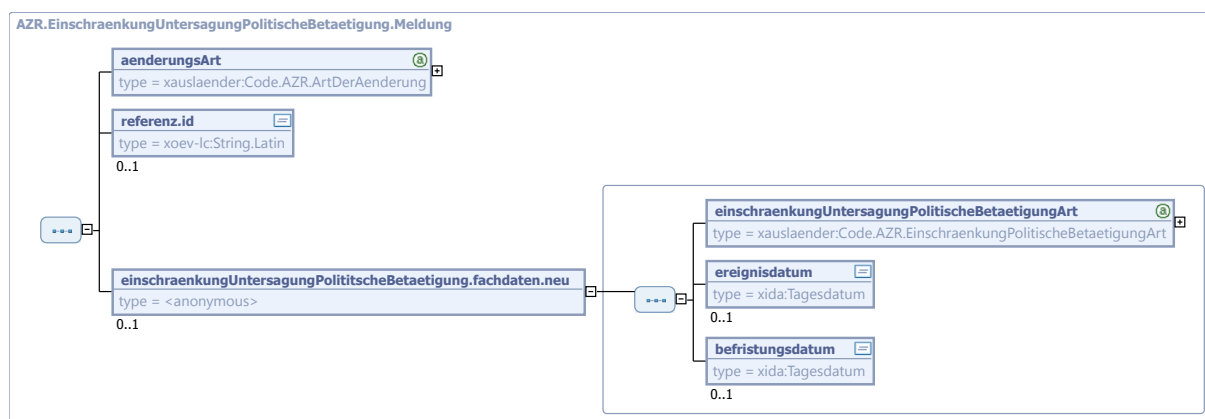 AZR.EinschraenkungUntersagungPolitischeBetaetigung.Meldung
aenderungsArt
type = xauslaender:Code.AZR.ArtDerAenderung
referenz.id
type = xoev-lc:String.Latin
0..1
einschraenkungUntersagungPolititscheBetaetigung.fachdaten.neu
type = <anonymous>
0..1
einschraenkungUntersagungPolitischeBetaetigungArt
type = xauslaender:Code.AZR.EinschraenkungPolitischeBetaetigungArt
ereignisdatum
type = xida:Tagesdatum
0..1
befristungsdatum
type = xida:Tagesdatum
0..1